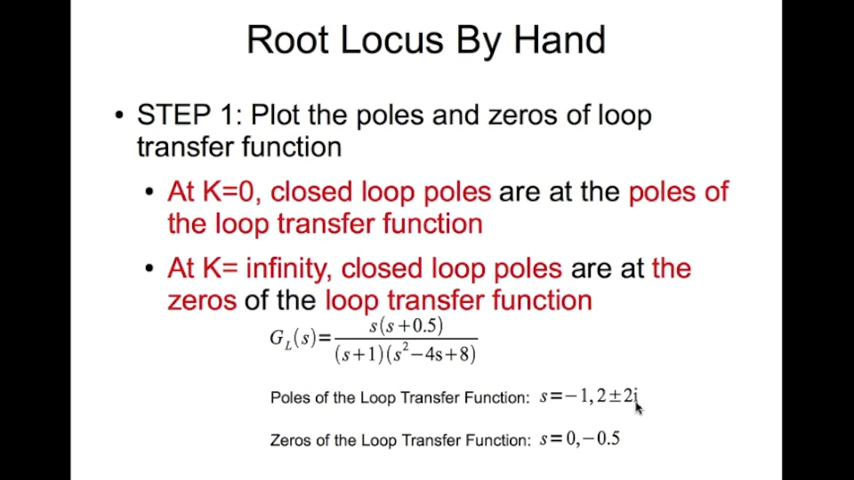 Root Locus By Hand
• STEP 1: Plot the poles and zeros of loop
transfer function
• At K=0, closed loop poles are at the poles of
the loop transfer function
• At K= infinity, closed loop poles are at the
zeros of the loop transfer function
G_L(s)= s(s+0.5) / (s+1)(s²−4s+8)
Poles of the Loop Transfer Function: s=−1,2±2j
Zeros of the Loop Transfer Function: s=0,−0.5